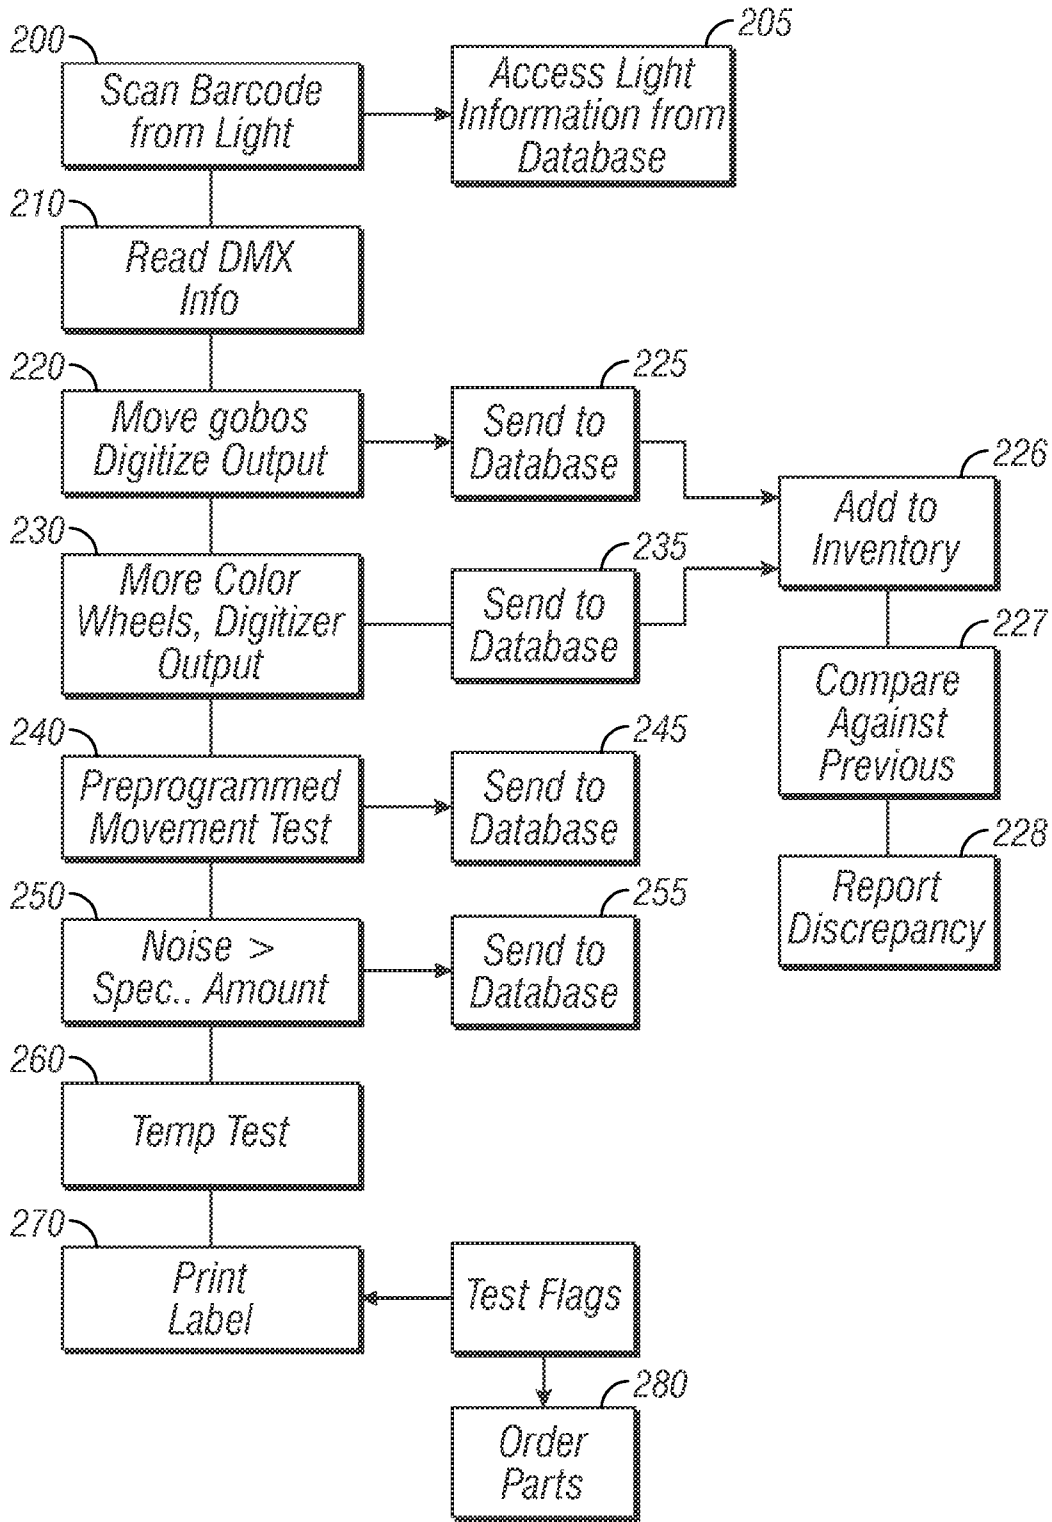 200
Scan Barcode
from Light
205
Access Light
Information from
Database
210
Read DMX
Info
220
Move gobos
Digitize Output
225
Send to
Database
226
Add to
Inventory
230
More Color
Wheels, Digitizer
Output
235
Send to
Database
227
Compare
Against
Previous
240
Preprogrammed
Movement Test
245
Send to
Database
228
Report
Discrepancy
250
Noise >
Spec.. Amount
255
Send to
Database
260
Temp Test
270
Print
Label
Test Flags
280
Order
Parts